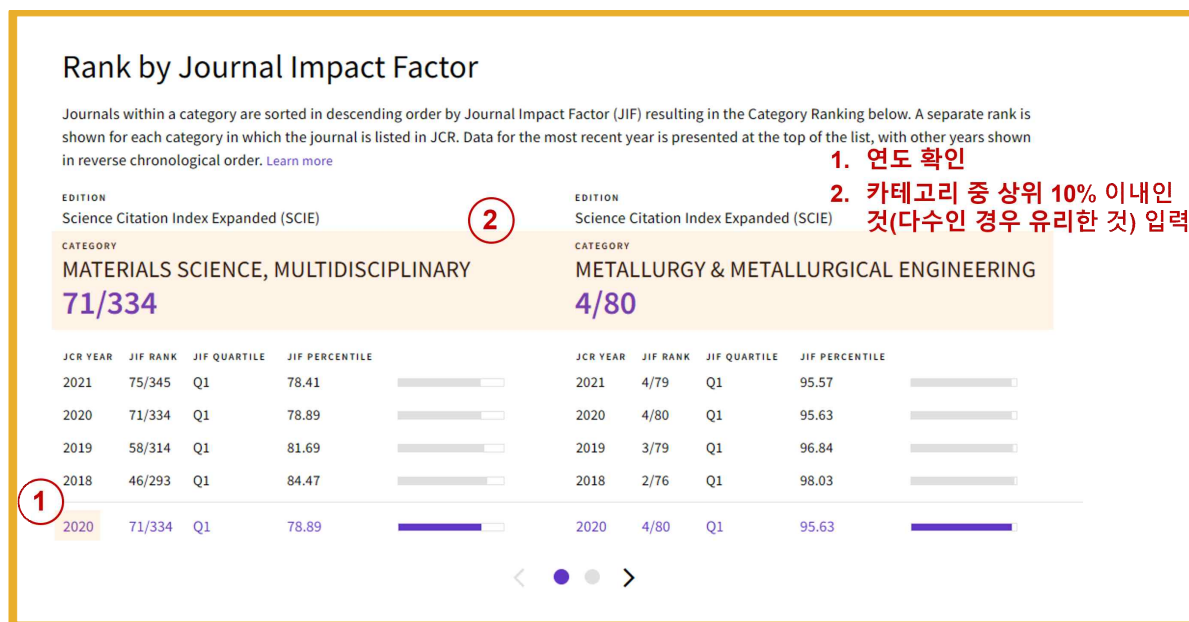 Rank by Journal Impact Factor
Journals within a category are sorted in descending order by Journal Impact Factor (JIF) resulting in the Category Ranking below. A separate rank is
shown for each category in which the journal is listed in JCR. Data for the most recent year is presented at the top of the list, with other years shown
in reverse chronological order. Learn more
1. 연도 확인
2. 카테고리 중 상위 10% 이내인
것(다수인 경우 유리한 것) 입력
EDITION
Science Citation Index Expanded (SCIE)
2
CATEGORY
MATERIALS SCIENCE, MULTIDISCIPLINARY
71/334
JCR YEAR JIF RANK JIF QUARTILE JIF PERCENTILE
2021 75/345 Q1 78.41
2020 71/334 Q1 78.89
2019 58/314 Q1 81.69
2018 46/293 Q1 84.47
1
2020 71/334 Q1 78.89
EDITION
Science Citation Index Expanded (SCIE)
CATEGORY
METALLURGY & METALLURGICAL ENGINEERING
4/80
JCR YEAR JIF RANK JIF QUARTILE JIF PERCENTILE
2021 4/79 Q1 95.57
2020 4/80 Q1 95.63
2019 3/79 Q1 96.84
2018 2/76 Q1 98.03
2020 4/80 Q1 95.63